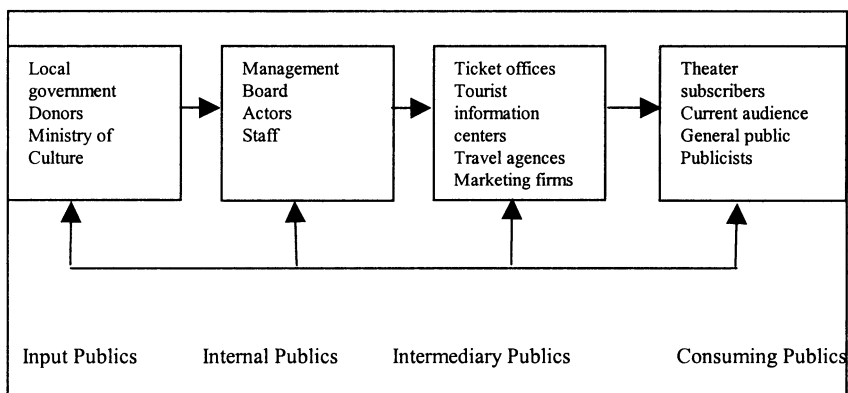 Local
government
Donors
Ministry of
Culture
Management
Board
Actors
Staff
Ticket offices
Tourist
information
centers
Travel agences
Marketing firms
Theater
subscribers
Current audience
General public
Publicists
Input Publics
Internal Publics
Intermediary Publics
Consuming Publics